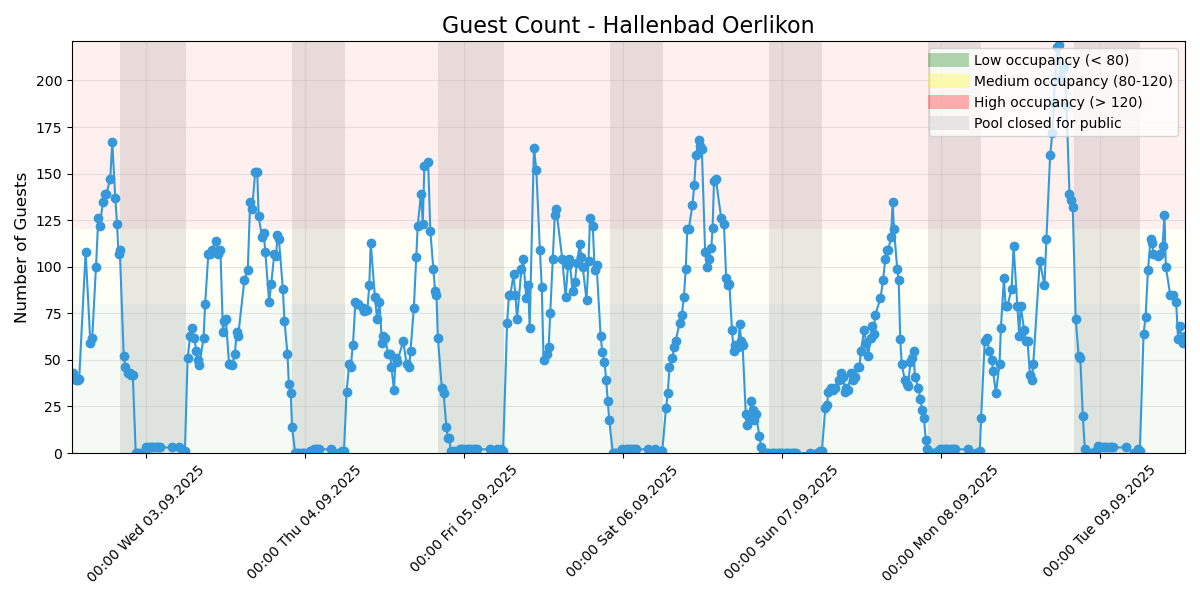 Guest Count - Hallenbad Oerlikon
Number of Guests
200
175
150
125
100
75
50
25
0
Low occupancy (< 80)
Medium occupancy (80-120)
High occupancy (> 120)
Pool closed for public
00:00 Wed 03.09.2025
00:00 Thu 04.09.2025
00:00 Fri 05.09.2025
00:00 Sat 06.09.2025
00:00 Sun 07.09.2025
00:00 Mon 08.09.2025
00:00 Tue 09.09.2025